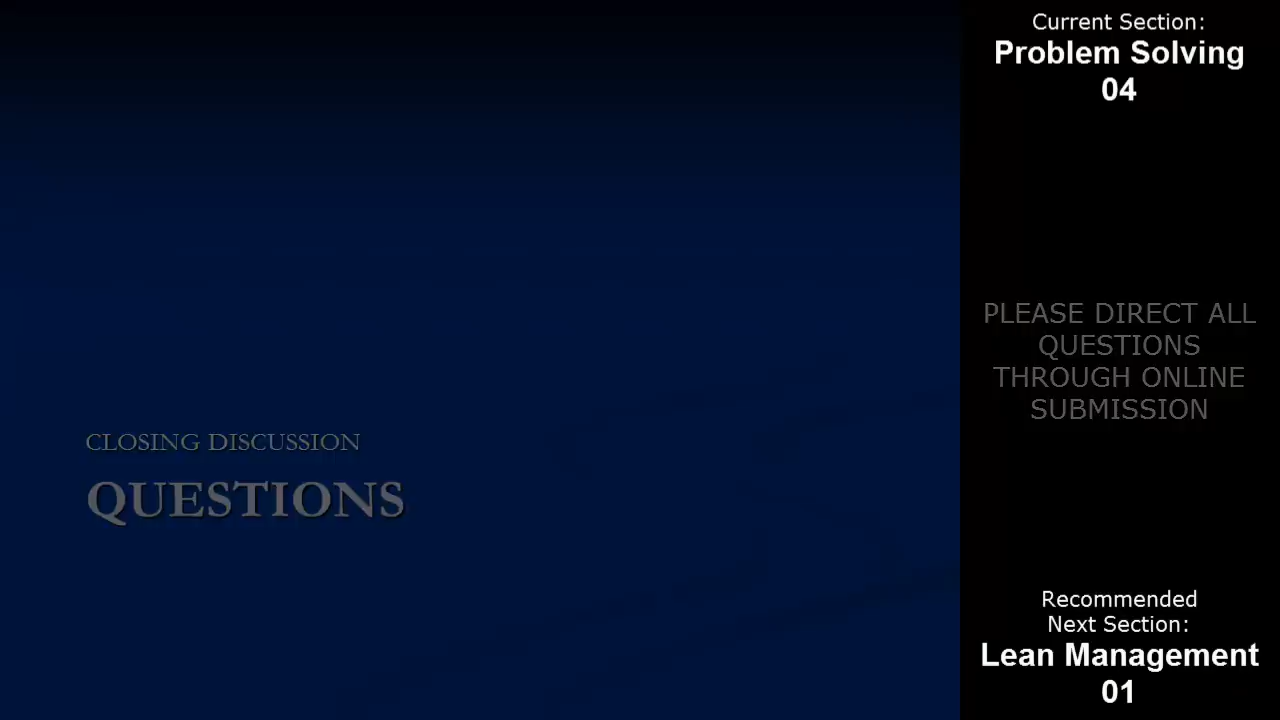 CLOSING DISCUSSION
QUESTIONS
Current Section:
Problem Solving
04
PLEASE DIRECT ALL
QUESTIONS
THROUGH ONLINE
SUBMISSION
Recommended
Next Section:
Lean Management
01